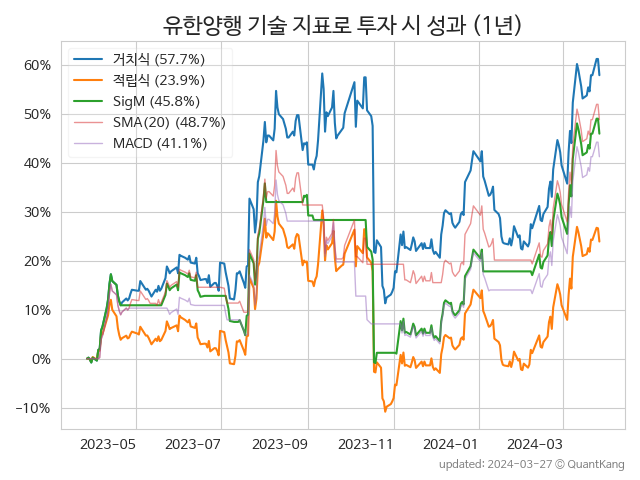 유한양행 기술 지표로 투자 시 성과 (1년)
거치식 (57.7%)
적립식 (23.9%)
SigM (45.8%)
SMA(20) (48.7%)
MACD (41.1%)
60%
50%
40%
30%
20%
10%
0%
−10%
2023-05 2023-07 2023-09 2023-11 2024-01 2024-03
updated: 2024-03-27 © QuantKang